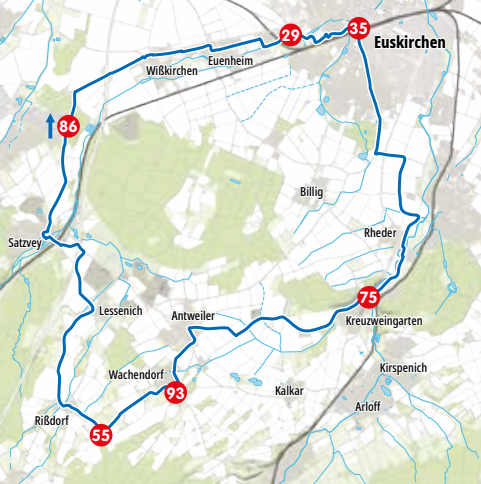 35
29
Euskirchen
Euenheim
Wißkirchen
86
Billig
Rheder
Satzvey
75
Lessenich
Antweiler
Kreuzweingarten
Kirspenich
Wachendorf
93
Kalkar
Arloff
Rißdorf
55